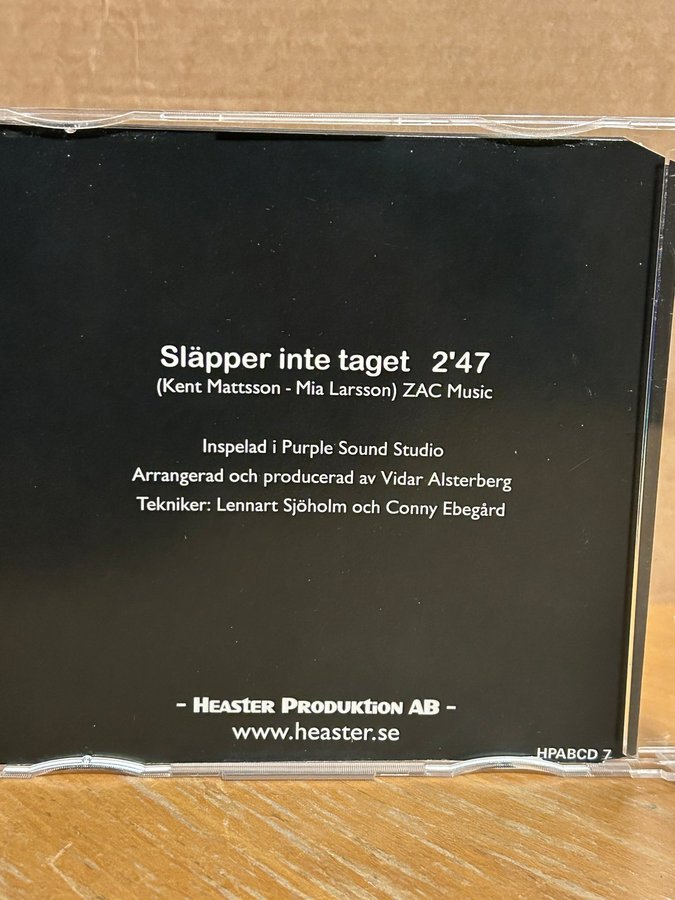 Släpper inte taget 2'47
(Kent Mattsson - Mia Larsson) ZAC Music
Inspelad i Purple Sound Studio
Arrangerad och producerad av Vidar Alsterberg
Tekniker: Lennart Sjöholm och Conny Ebegård
- HEASTER PRODUKTION AB -
www.heaster.se
HPABCD 7